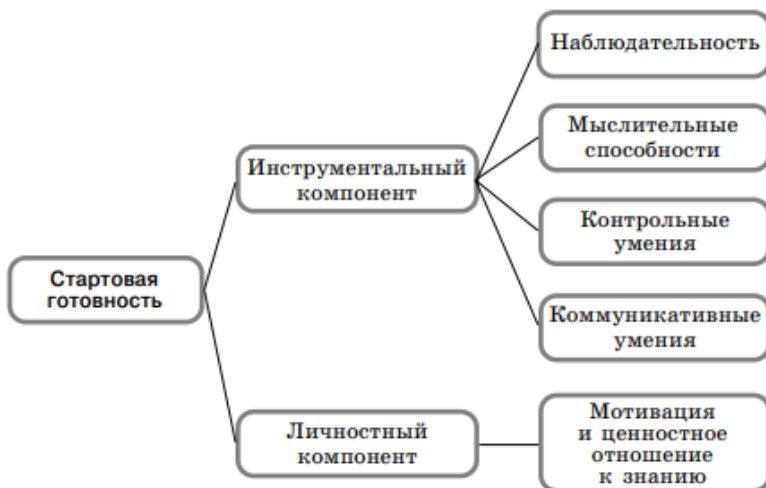 Наблюдательность
Мыслительные
способности
Инструментальный
компонент
Контрольные
умения
Стартовая
готовность
Коммуникативные
умения
Личностный
компонент
Мотивация
и ценностное
отношение
к знанию